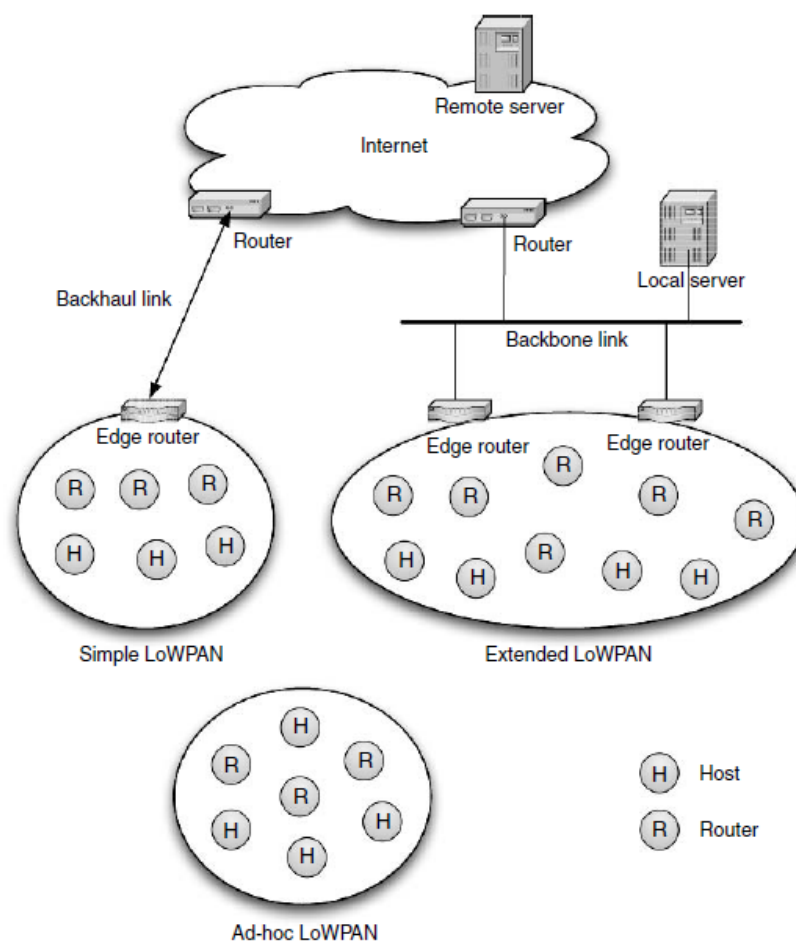 Remote server
Internet
Router
Router
Local server
Backhaul link
Backbone link
Edge router
Edge router
Edge router
R
R
R
H
H
H
R
R
R
R
R
H
H
R
H
H
Simple LoWPAN
Extended LoWPAN
H
R
R
R
H
H
H
H
Host
R
Router
Ad-hoc LoWPAN